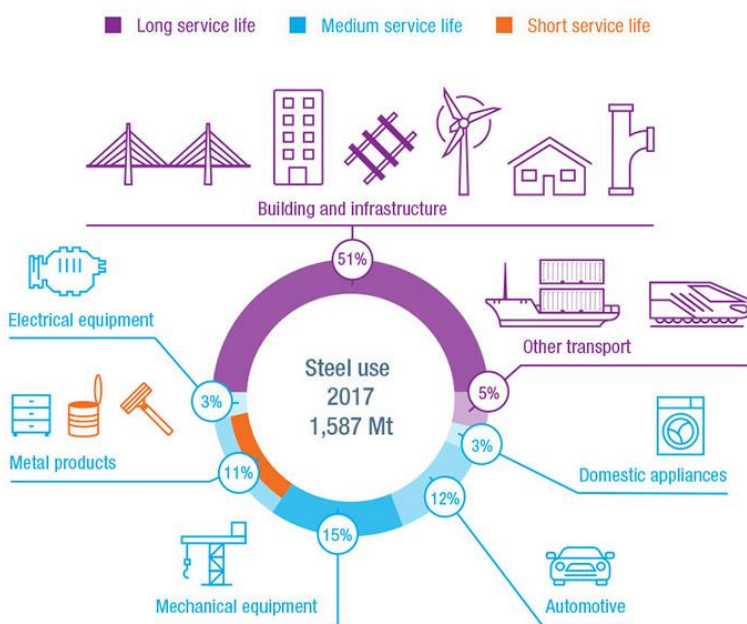 Long service life
Medium service life
Short service life
Building and infrastructure
51%
Electrical equipment
Other transport
Steel use
2017
1,587 Mt
3%
5%
Metal products
11%
3%
Domestic appliances
12%
15%
Mechanical equipment
Automotive